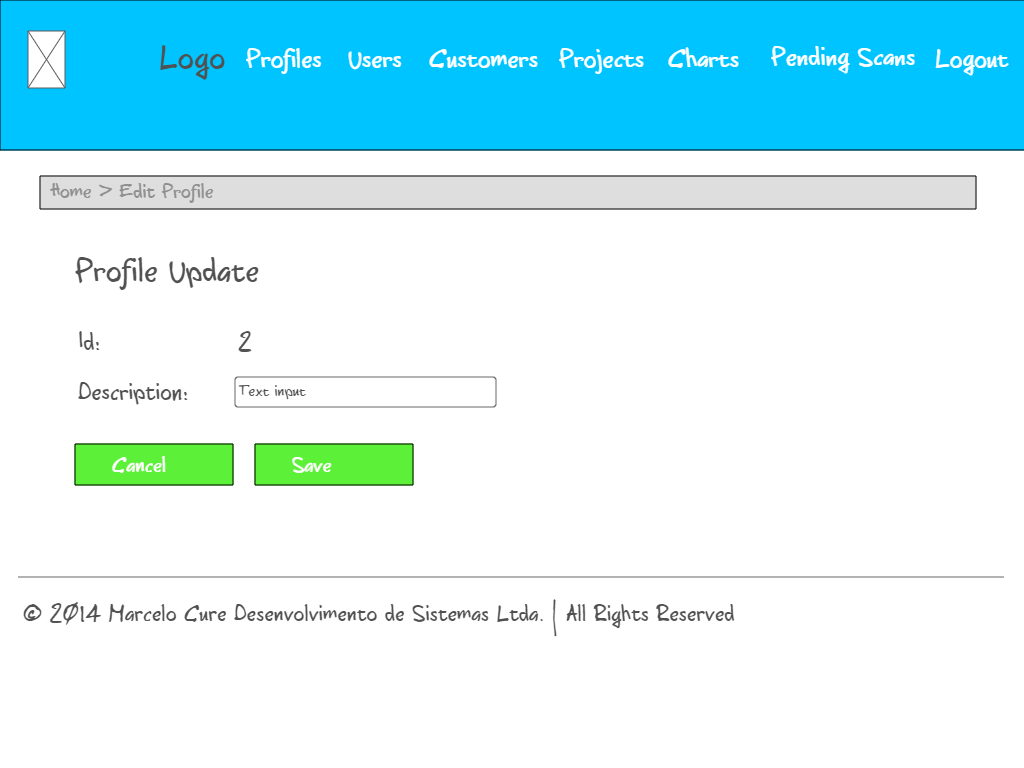 Logo Profiles Users Customers Projects Charts Pending Scans Logout
Home > Edit Profile
Profile Update
Id: 2
Description: Text input
Cancel Save
© 2014 Marcelo Cure Desenvolvimento de Sistemas Ltda. | All Rights Reserved